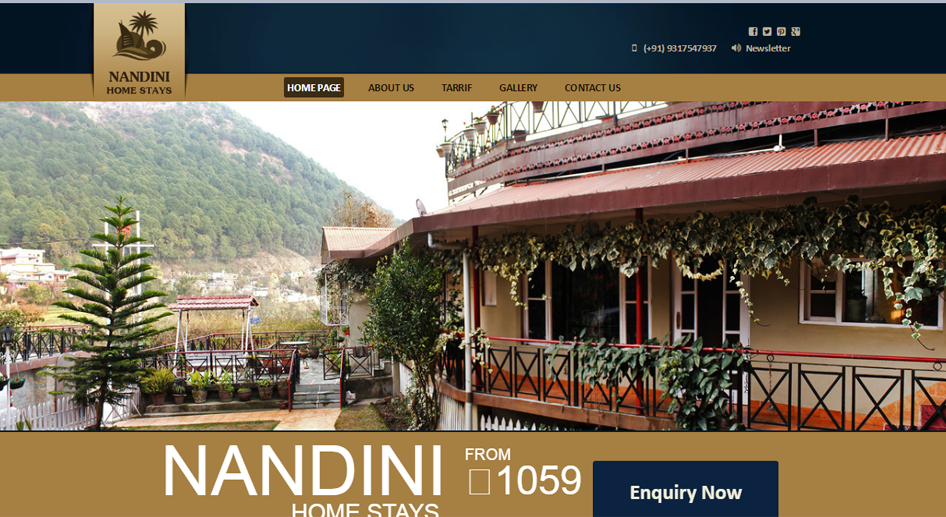 (+91) 9317547937 Newsletter
NANDINI
HOME STAYS
HOME PAGE ABOUT US TARRIF GALLERY CONTACT US
NANDINI
HOME STAYS
FROM
1059
Enquiry Now